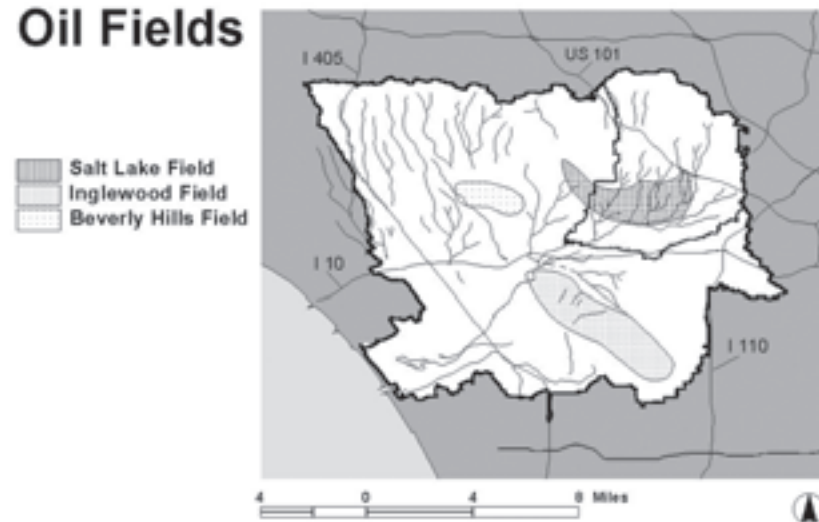 Oil Fields
I 405
US 101
Salt Lake Field
Inglewood Field
Beverly Hills Field
I 10
I 110
4 0 4 8 Miles